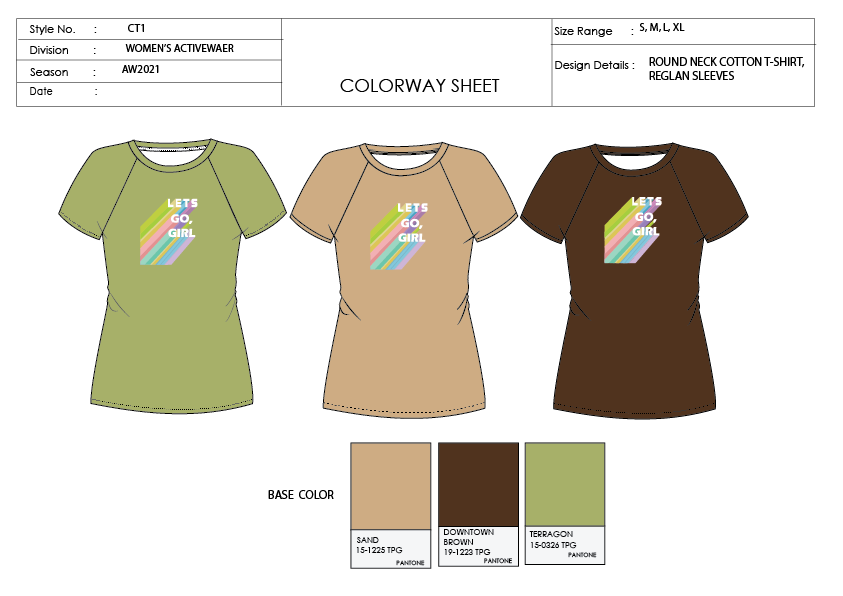 Style No. : CT1
Division : WOMEN'S ACTIVEWAER
Season : AW2021
Date :
COLORWAY SHEET
Size Range : S, M, L, XL
Design Details : ROUND NECK COTTON T-SHIRT,
REGLAN SLEEVES
LETS
GO,
GIRL
LETS
GO,
GIRL
LETS
GO,
GIRL
BASE COLOR
SAND
15-1225 TPG
PANTONE
DOWNTOWN
BROWN
19-1223 TPG
PANTONE
TERRAGON
15-0326 TPG
PANTONE